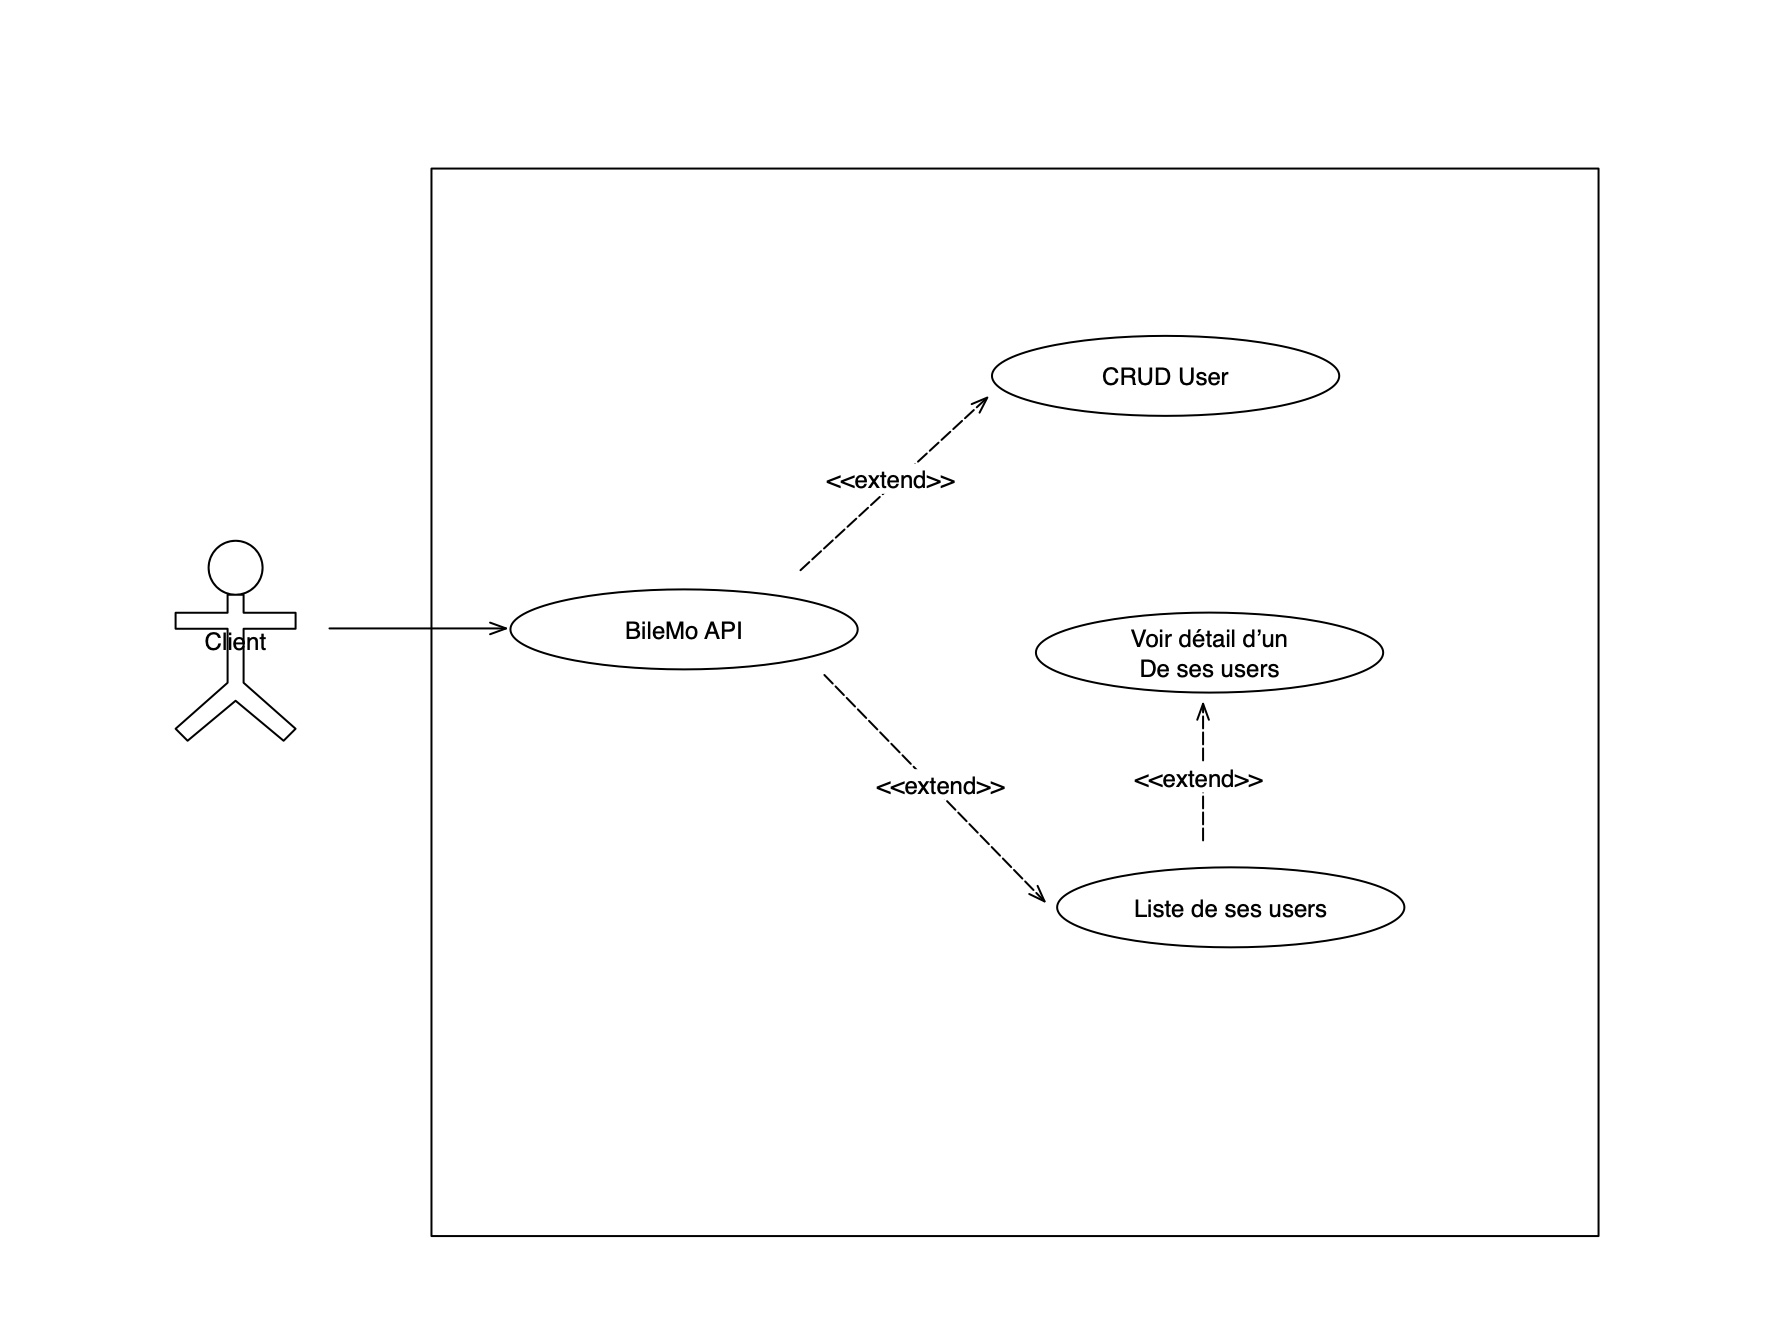 CRUD User
<<extend>>
Client
BileMo API
Voir détail d’un
De ses users
<<extend>>
<<extend>>
Liste de ses users